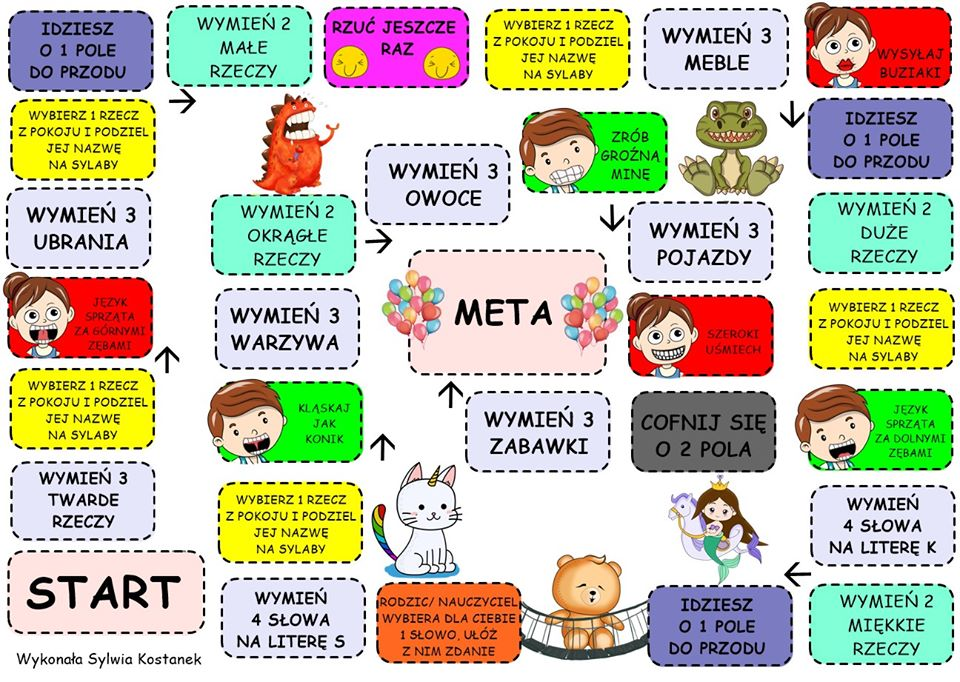 START
WYMIEŃ 3
TWARDE
RZECZY
WYBIERZ 1 RZECZ
Z POKOJU I PODZIEL
JEJ NAZWĘ
NA SYLABY
JĘZYK
SPRZĄTA
ZA GÓRNYMI
ZĘBAMI
WYMIEŃ 3
UBRANIA
WYBIERZ 1 RZECZ
Z POKOJU I PODZIEL
JEJ NAZWĘ
NA SYLABY
IDZIESZ
O 1 POLE
DO PRZODU
WYMIEŃ 2
MAŁE
RZECZY
RZUĆ JESZCZE
RAZ
WYBIERZ 1 RZECZ
Z POKOJU I PODZIEL
JEJ NAZWĘ
NA SYLABY
WYMIEŃ 3
MEBLE
WYSYŁAJ
BUZIAKI
IDZIESZ
O 1 POLE
DO PRZODU
WYMIEŃ 2
DUŻE
RZECZY
WYBIERZ 1 RZECZ
Z POKOJU I PODZIEL
JEJ NAZWĘ
NA SYLABY
JĘZYK
SPRZĄTA
ZA DOLNYMI
ZĘBAMI
WYMIEŃ
4 SŁOWA
NA LITERĘ K
WYMIEŃ 2
MIĘKKIE
RZECZY
IDZIESZ
O 1 POLE
DO PRZODU
RODZIC/ NAUCZYCIEL
WYBIERA DLA CIEBIE
1 SŁOWO, UŁÓŻ
Z NIM ZDANIE
WYMIEŃ
4 SŁOWA
NA LITERĘ S
WYBIERZ 1 RZECZ
Z POKOJU I PODZIEL
JEJ NAZWĘ
NA SYLABY
KLĄSKAJ
JAK
KONIK
WYMIEŃ 3
WARZYWA
WYMIEŃ 2
OKRĄGŁE
RZECZY
WYMIEŃ 3
OWOCE
ZRÓB
GROŹNA
MINĘ
WYMIEŃ 3
POJAZDY
SZEROKI
UŚMIECH
COFNIJ SIĘ
O 2 POLA
WYMIEŃ 3
ZABAWKI
META
Wykonała Sylwia Kostanek